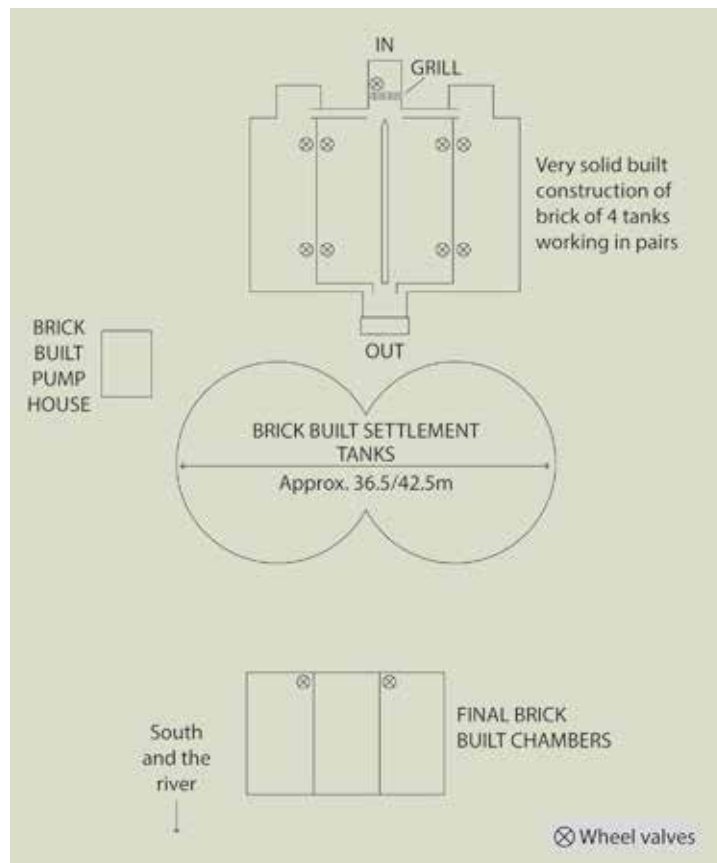 IN
GRILL
Very solid built
construction of
brick of 4 tanks
working in pairs
OUT
BRICK
BUILT
PUMP
HOUSE
BRICK BUILT SETTLEMENT
TANKS
Approx. 36.5/42.5m
FINAL BRICK
BUILT CHAMBERS
South
and the
river
Wheel valves